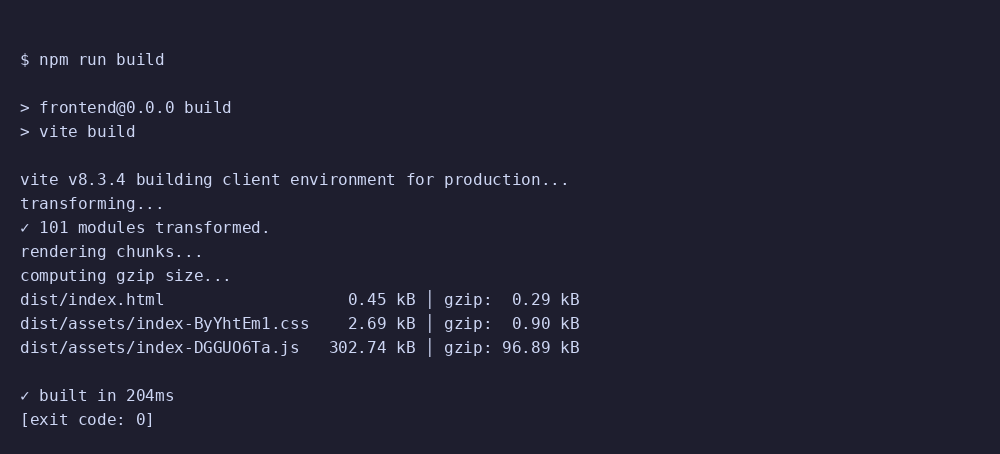 $ npm run build
> frontend@0.0.0 build
> vite build
vite v8.3.4 building client environment for production...
transforming...
✓ 101 modules transformed.
rendering chunks...
computing gzip size...
dist/index.html                   0.45 kB │ gzip:  0.29 kB
dist/assets/index-ByYhtEm1.css    2.69 kB │ gzip:  0.90 kB
dist/assets/index-DGGUO6Ta.js   302.74 kB │ gzip: 96.89 kB
✓ built in 204ms
[exit code: 0]